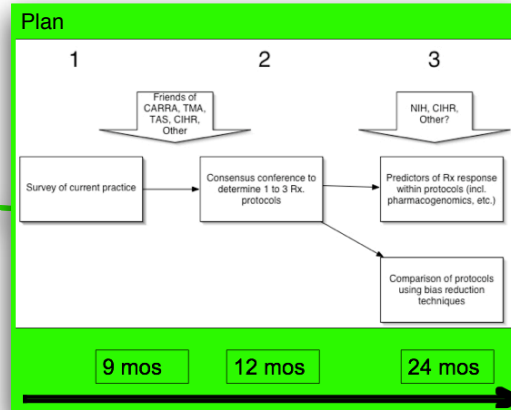 Plan
1 2 3
Friends of
CARRA, TMA,
TAS, CIHR,
Other
NIH, CIHR,
Other?
Survey of current practice
Consensus conference to
determine 1 to 3 Rx.
protocols
Predictors of Rx response
within protocols (incl.
pharmacogenomics, etc.)
Comparison of protocols
using bias reduction
techniques
9 mos 12 mos 24 mos